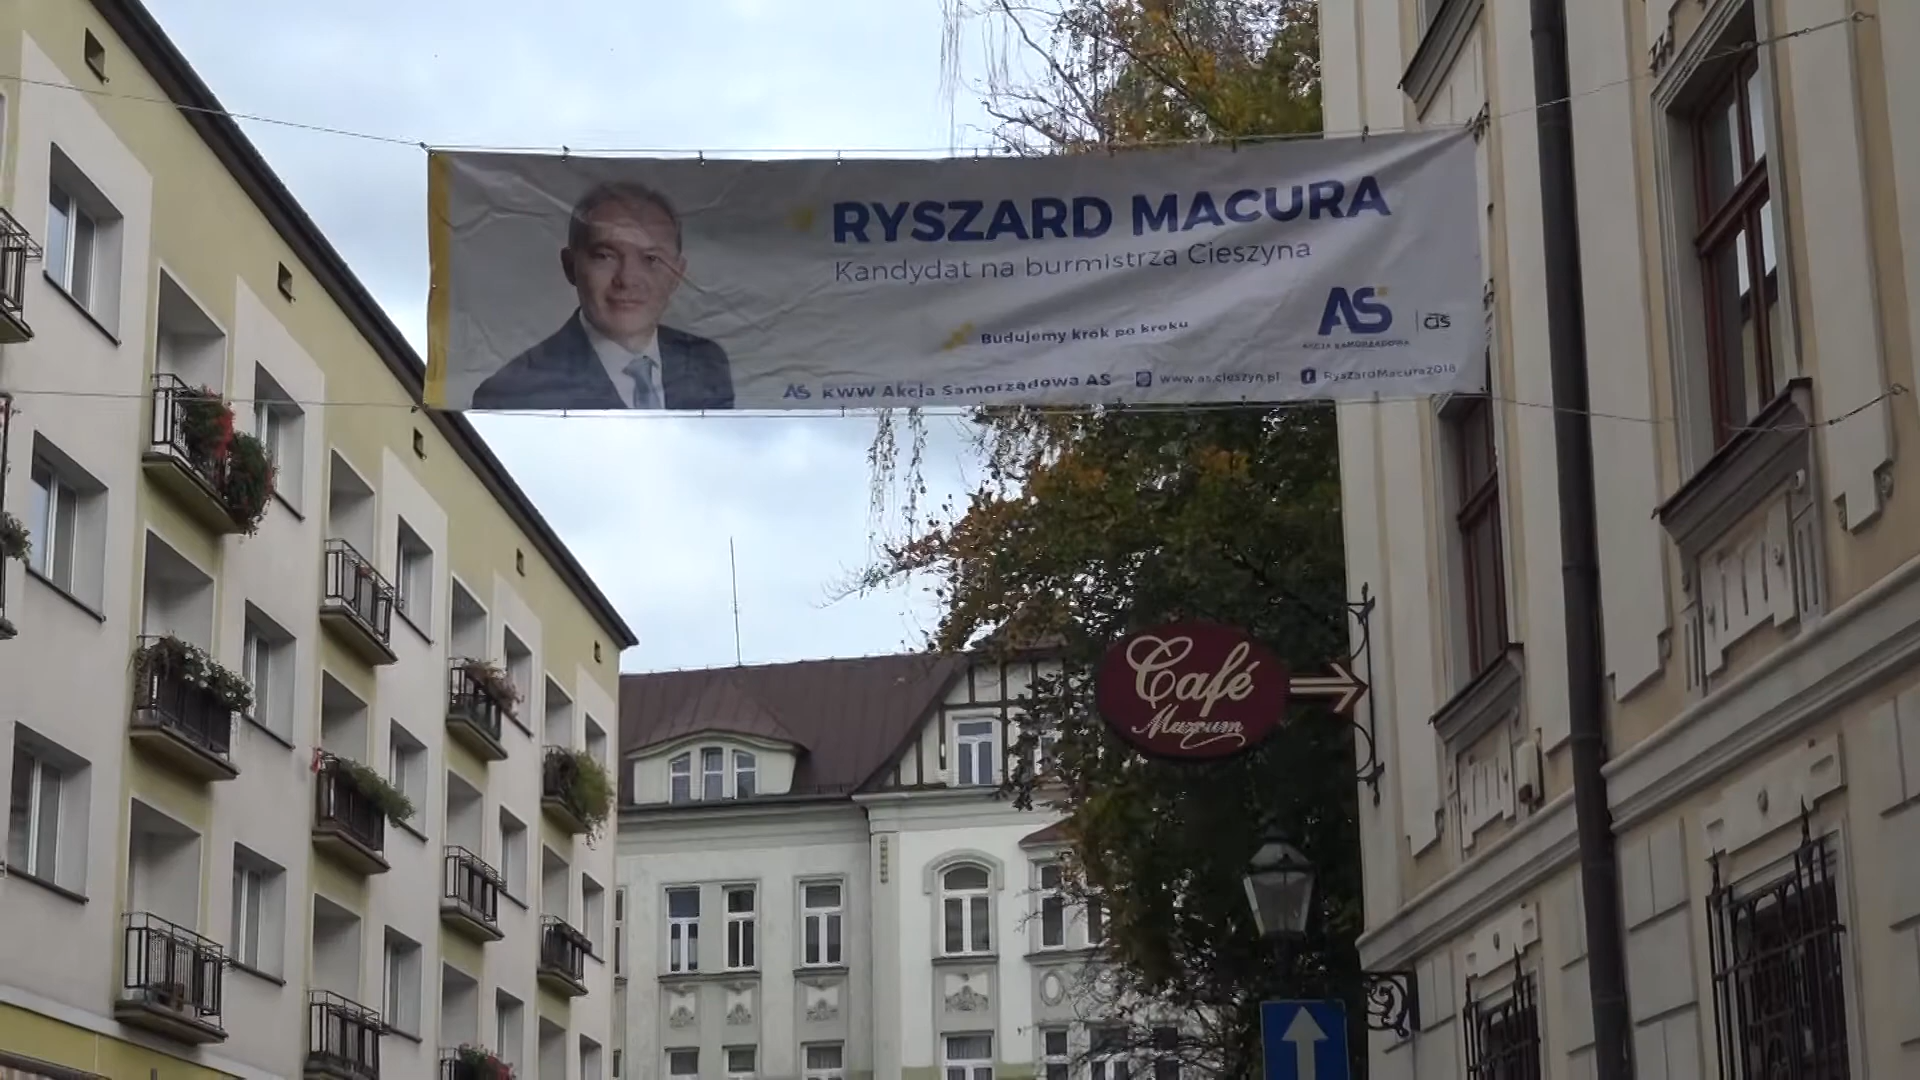 RYSZARD MACURA
Kandydat na burmistrza Cieszyna
Budujemy krok po kroku
AS
AKCJA SAMORZĄDOWA
AS KWW Akcja Samorządowa AS
www.as.cieszyn.pl
RyszardMacura2018
Café
Muzeum